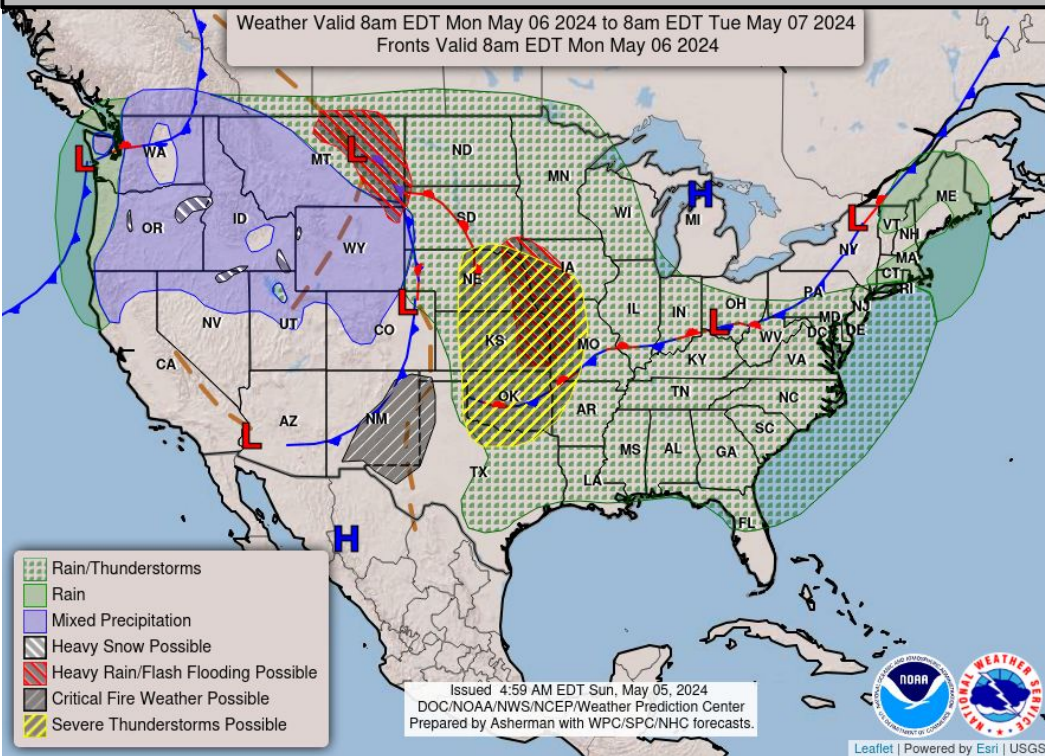 Weather Valid 8am EDT Mon May 06 2024 to 8am EDT Tue May 07 2024
Fronts Valid 8am EDT Mon May 06 2024
WA
MT
ND
MN
OR
ID
WY
SD
WI
MI
ME
VT
NH
NY
MA
CT
RI
NE
IA
PA
NJ
NV
UT
CO
KS
MO
IL
IN
OH
MD
DE
DC
WV
VA
KY
CA
AZ
NM
OK
AR
TN
NC
SC
MS
AL
GA
TX
LA
FL
L
L
L
L
L
L
H
H
Rain/Thunderstorms
Rain
Mixed Precipitation
Heavy Snow Possible
Heavy Rain/Flash Flooding Possible
Critical Fire Weather Possible
Severe Thunderstorms Possible
Issued 4:59 AM EDT Sun, May 05, 2024
DOC/NOAA/NWS/NCEP/Weather Prediction Center
Prepared by Asherman with WPC/SPC/NHC forecasts.
NOAA
NATIONAL WEATHER SERVICE
Leaflet | Powered by Esri | USGS